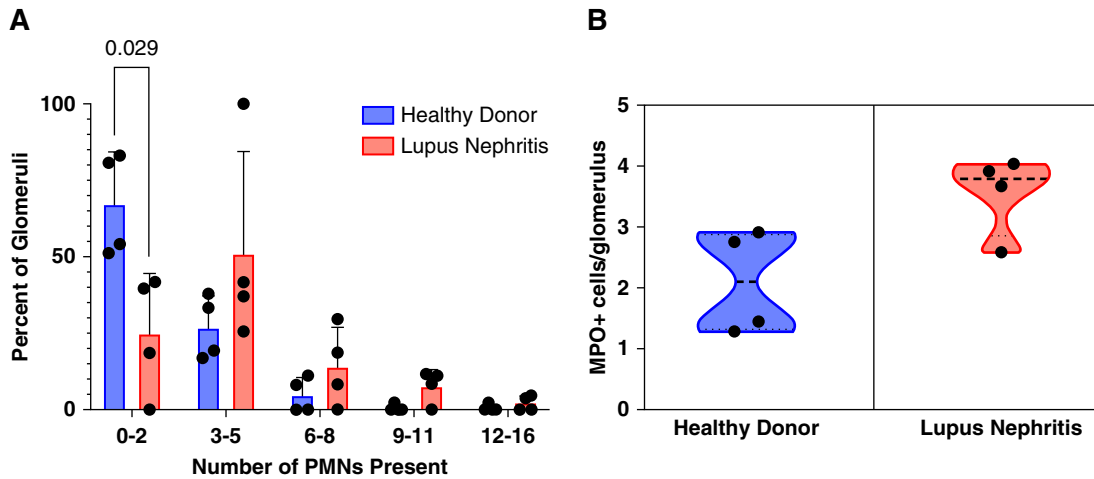 A
0.029
100
50
0
Percent of Glomeruli
Healthy Donor
Lupus Nephritis
0-2 3-5 6-8 9-11 12-16
Number of PMNs Present
B
5
4
3
2
1
0
MPO+ cells/glomerulus
Healthy Donor Lupus Nephritis